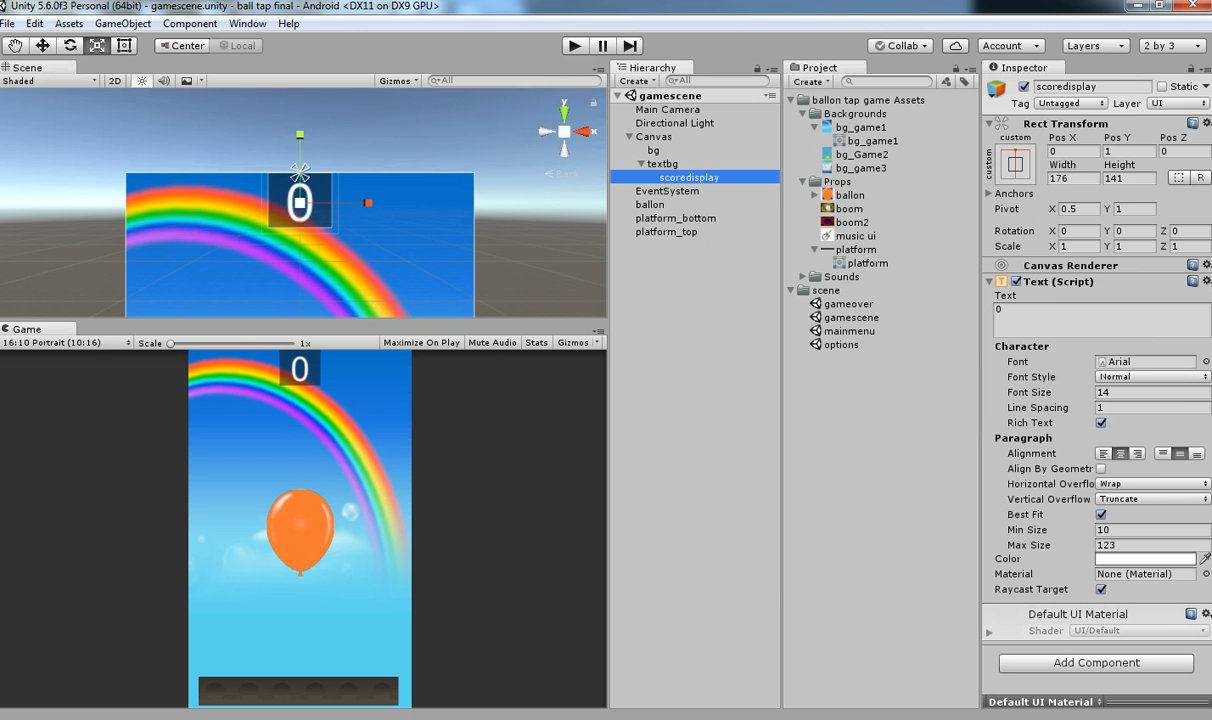 Unity 5.6.0f3 Personal (64bit) - gamescene.unity - ball tap final - Android <DX11 on DX9 GPU>
File Edit Assets GameObject Component Window Help
Center Local
Collab Account Layers 2 by 3
Scene
Shaded 2D Gizmos All
y
x
Back
0
Game
16:10 Portrait (10:16) Scale 1x Maximize On Play Mute Audio Stats Gizmos
0
Hierarchy
Create All
gamescene
Main Camera
Directional Light
Canvas
bg
textbg
scoredisplay
EventSystem
ballon
platform_bottom
platform_top
Project
Create
ballon tap game Assets
Backgrounds
bg_game1
bg_game1
bg_Game2
bg_game3
Props
ballon
boom
boom2
music ui
platform
platform
Sounds
scene
gameover
gamescene
mainmenu
options
Inspector
scoredisplay Static
Tag Untagged Layer UI
Rect Transform
custom Pos X Pos Y Pos Z
custom 0 1 0
Width Height
176 141 R
Anchors
Pivot X 0.5 Y 1
Rotation X 0 Y 0 Z 0
Scale X 1 Y 1 Z 1
Canvas Renderer
Text (Script)
Text
0
Character
Font Arial
Font Style Normal
Font Size 14
Line Spacing 1
Rich Text
Paragraph
Alignment
Align By Geometr
Horizontal Overflo Wrap
Vertical Overflow Truncate
Best Fit
Min Size 10
Max Size 123
Color
Material None (Material)
Raycast Target
Default UI Material
Shader UI/Default
Add Component
Default UI Material